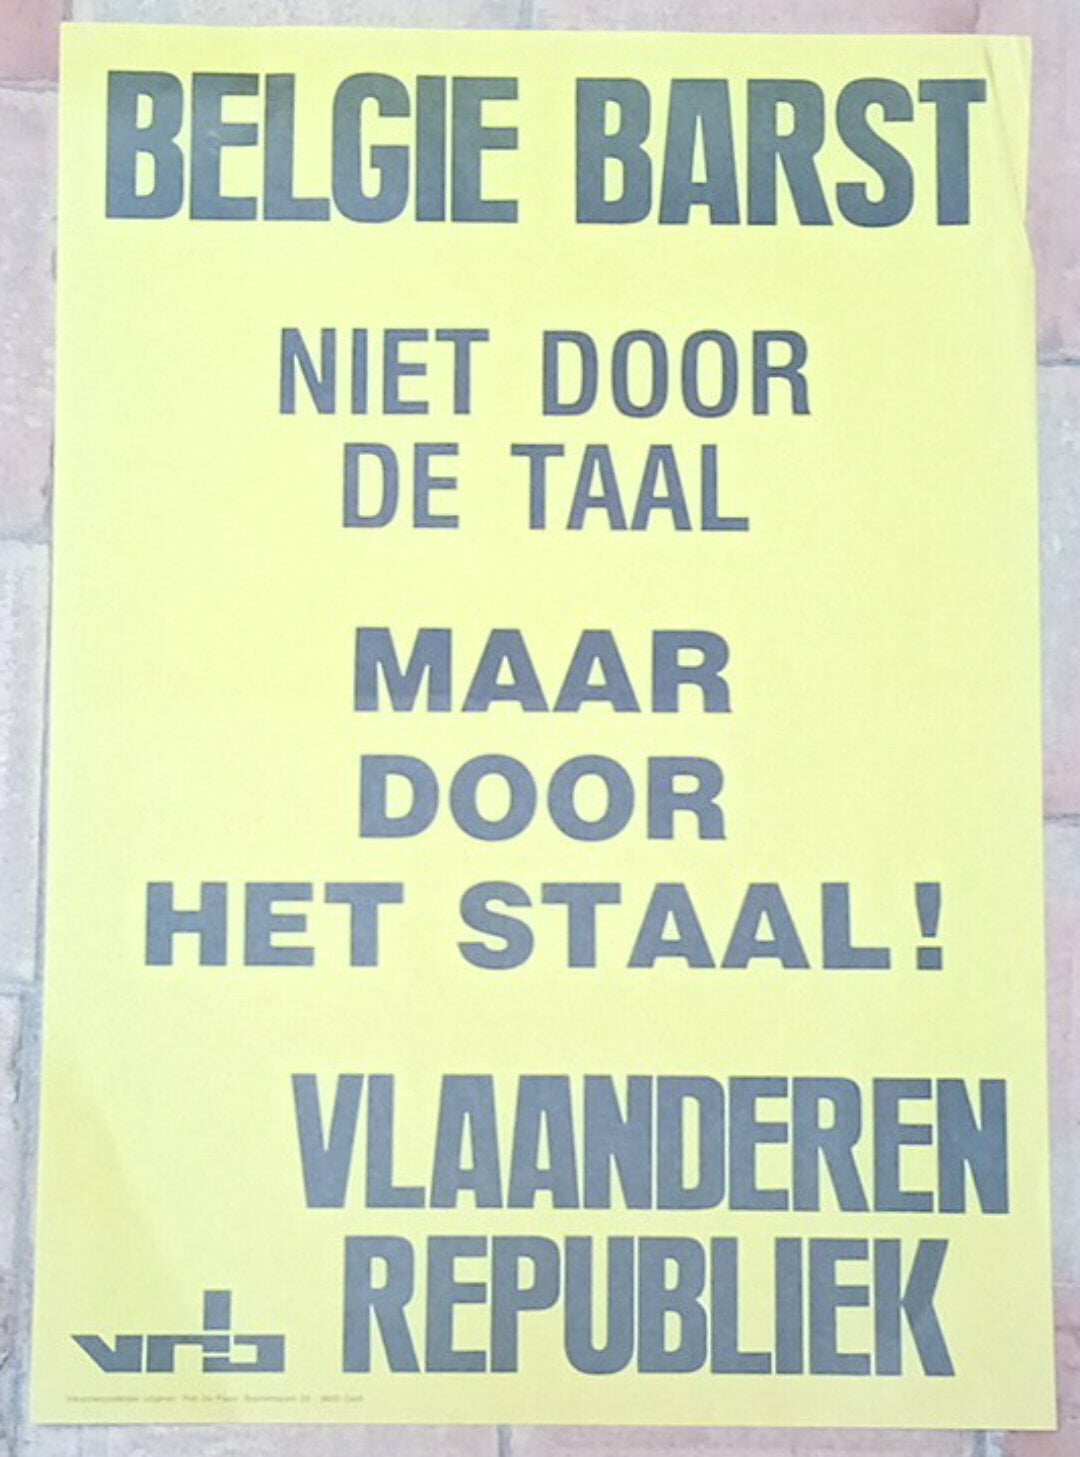 BELGIE BARST
NIET DOOR
DE TAAL
MAAR
DOOR
HET STAAL!
VLAANDEREN
REPUBLIEK
vrb